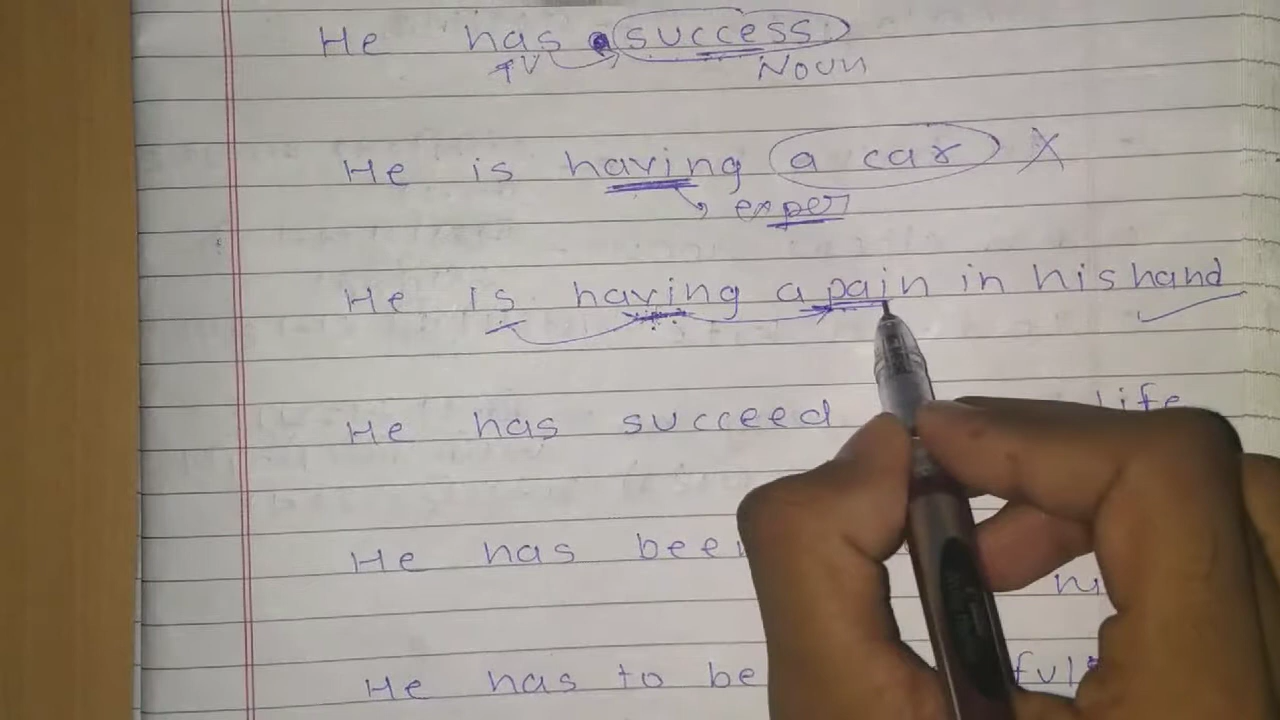 He has success
TV Noun
He is having a car X
exper
He is having a pain in his hand
He has succeed life
He has been
He has to be ful